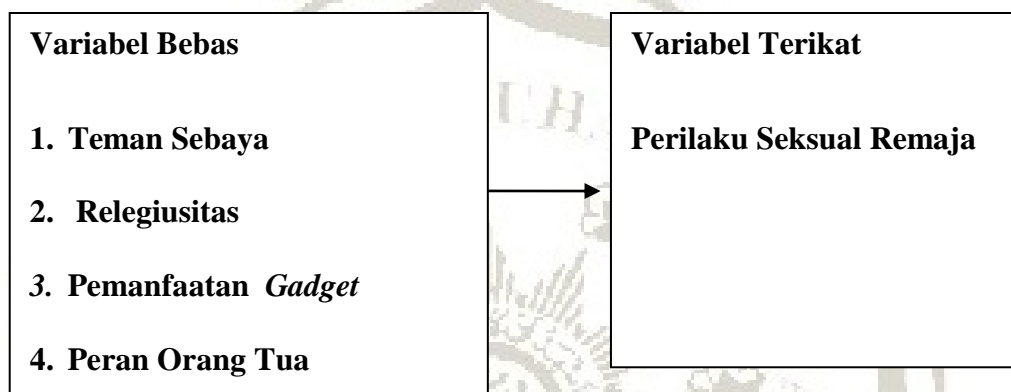 Variabel Bebas
1. Teman Sebaya
2. Relegiusitas
3. Pemanfaatan Gadget
4. Peran Orang Tua
Variabel Terikat
Perilaku Seksual Remaja